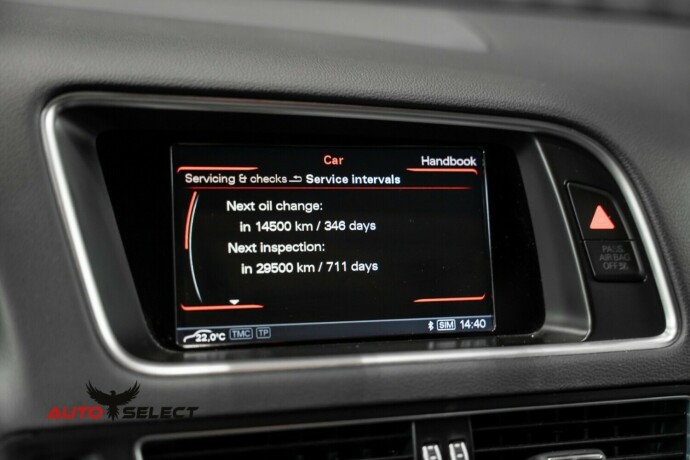 Car
Handbook
Servicing & checks Service intervals
Next oil change:
in 14500 km / 346 days
Next inspection:
in 29500 km / 711 days
22,0°C TMC TP
SIM 14:40
PASS
AIR BAG
OFF
AUTO SELECT